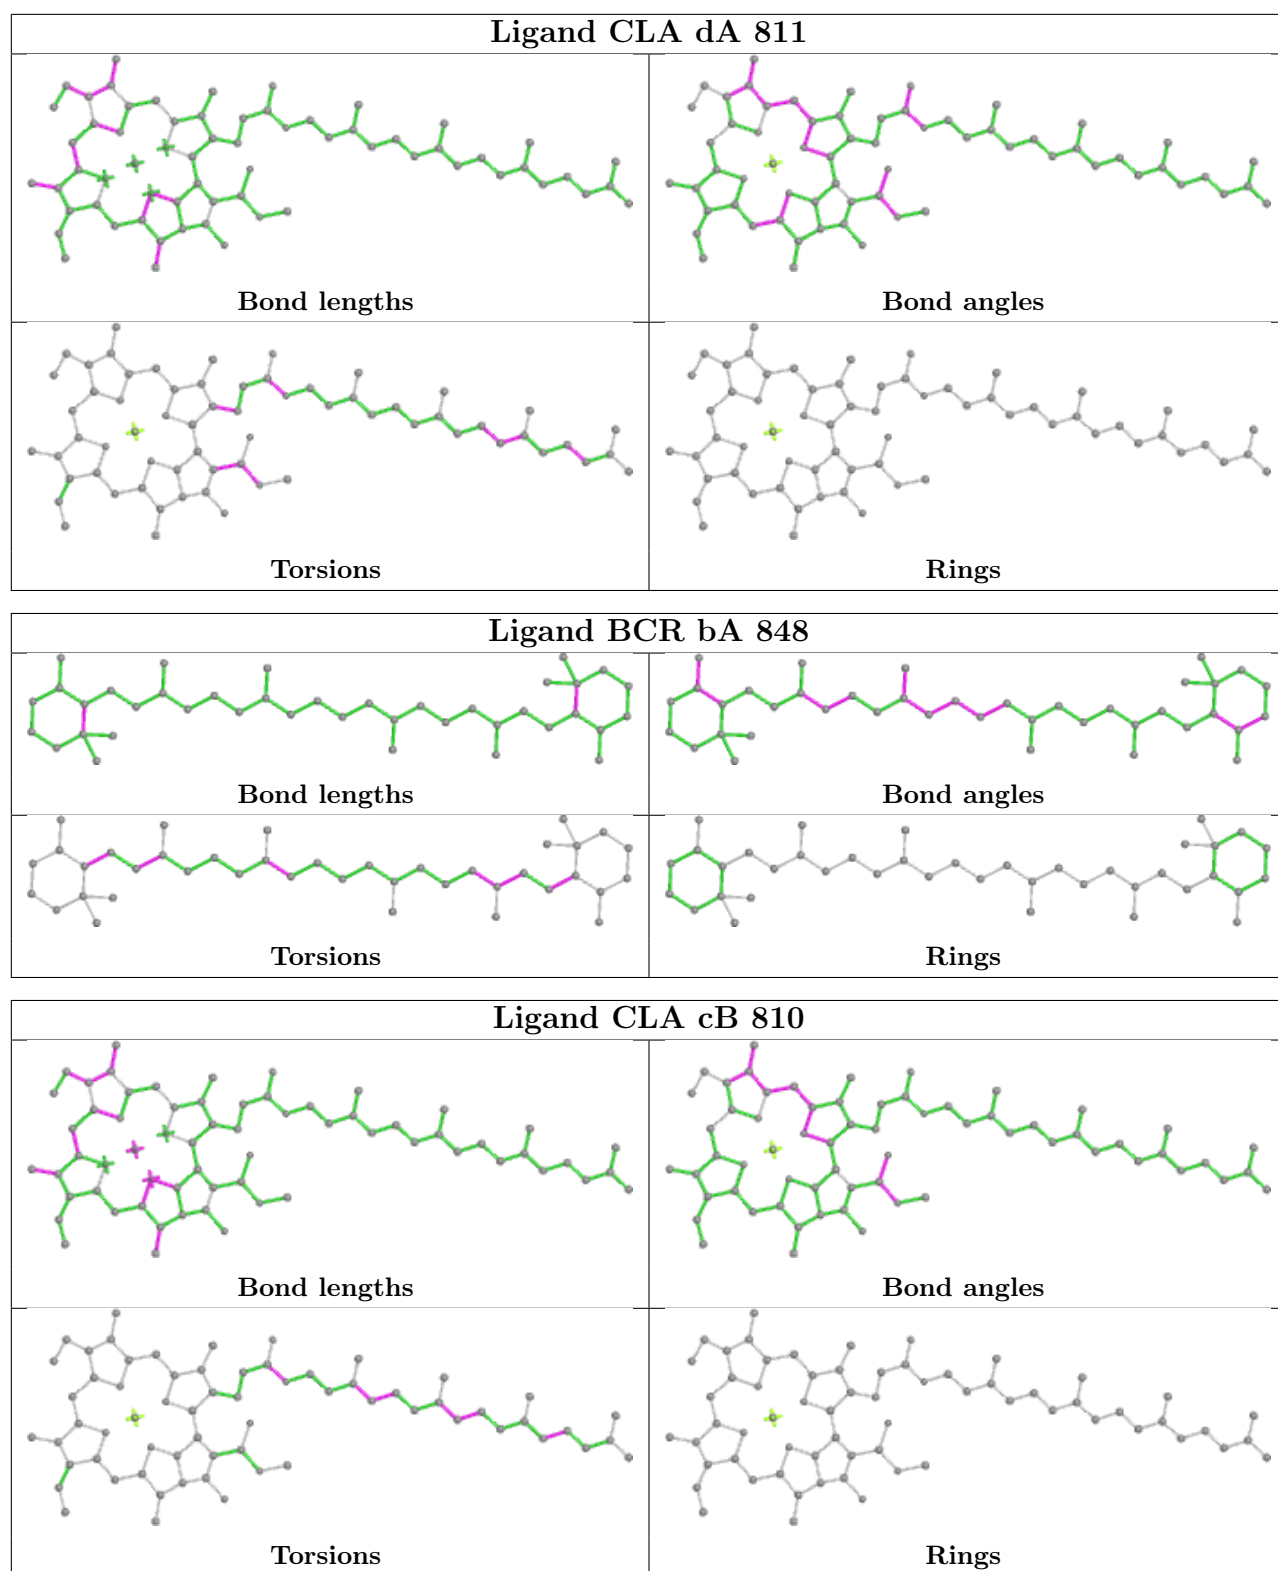 Ligand CLA dA 811
Bond lengths
Bond angles
Torsions
Rings
Ligand BCR bA 848
Bond lengths
Bond angles
Torsions
Rings
Ligand CLA cB 810
Bond lengths
Bond angles
Torsions
Rings